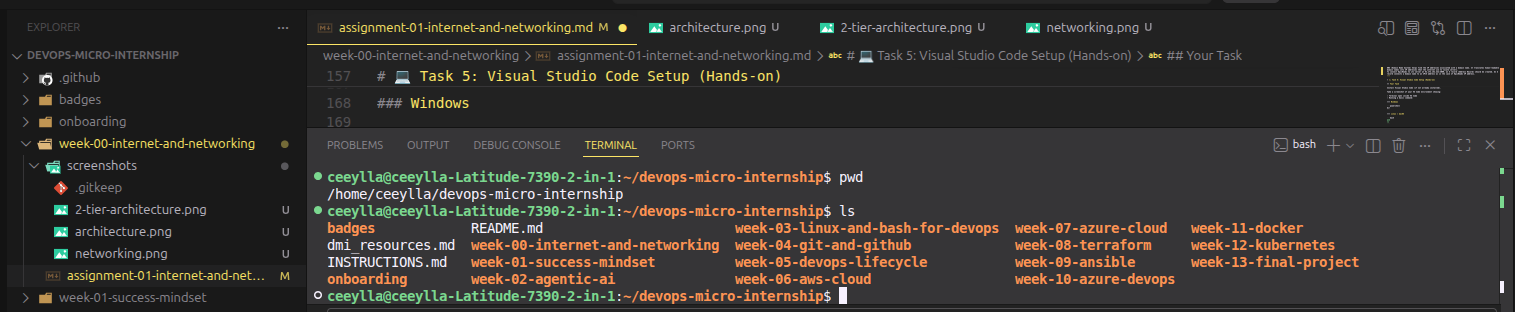 EXPLORER
DEVOPS-MICRO-INTERNSHIP
.github
badges
onboarding
week-00-internet-and-networking
screenshots
.gitkeep
2-tier-architecture.png U
architecture.png U
networking.png U
assignment-01-internet-and-net... M
week-01-success-mindset
assignment-01-internet-and-networking.md M architecture.png U 2-tier-architecture.png U networking.png U
week-00-internet-and-networking > assignment-01-internet-and-networking.md > abc # 💻 Task 5: Visual Studio Code Setup (Hands-on) > abc ## Your Task
157 # 💻 Task 5: Visual Studio Code Setup (Hands-on)
168 ### Windows
169
PROBLEMS OUTPUT DEBUG CONSOLE TERMINAL PORTS bash
ceeylla@ceeylla-Latitude-7390-2-in-1:~/devops-micro-internship$ pwd
/home/ceeylla/devops-micro-internship
ceeylla@ceeylla-Latitude-7390-2-in-1:~/devops-micro-internship$ ls
badges README.md week-03-linux-and-bash-for-devops week-07-azure-cloud week-11-docker
dmi_resources.md week-00-internet-and-networking week-04-git-and-github week-08-terraform week-12-kubernetes
INSTRUCTIONS.md week-01-success-mindset week-05-devops-lifecycle week-09-ansible week-13-final-project
onboarding week-02-agentic-ai week-06-aws-cloud week-10-azure-devops
ceeylla@ceeylla-Latitude-7390-2-in-1:~/devops-micro-internship$